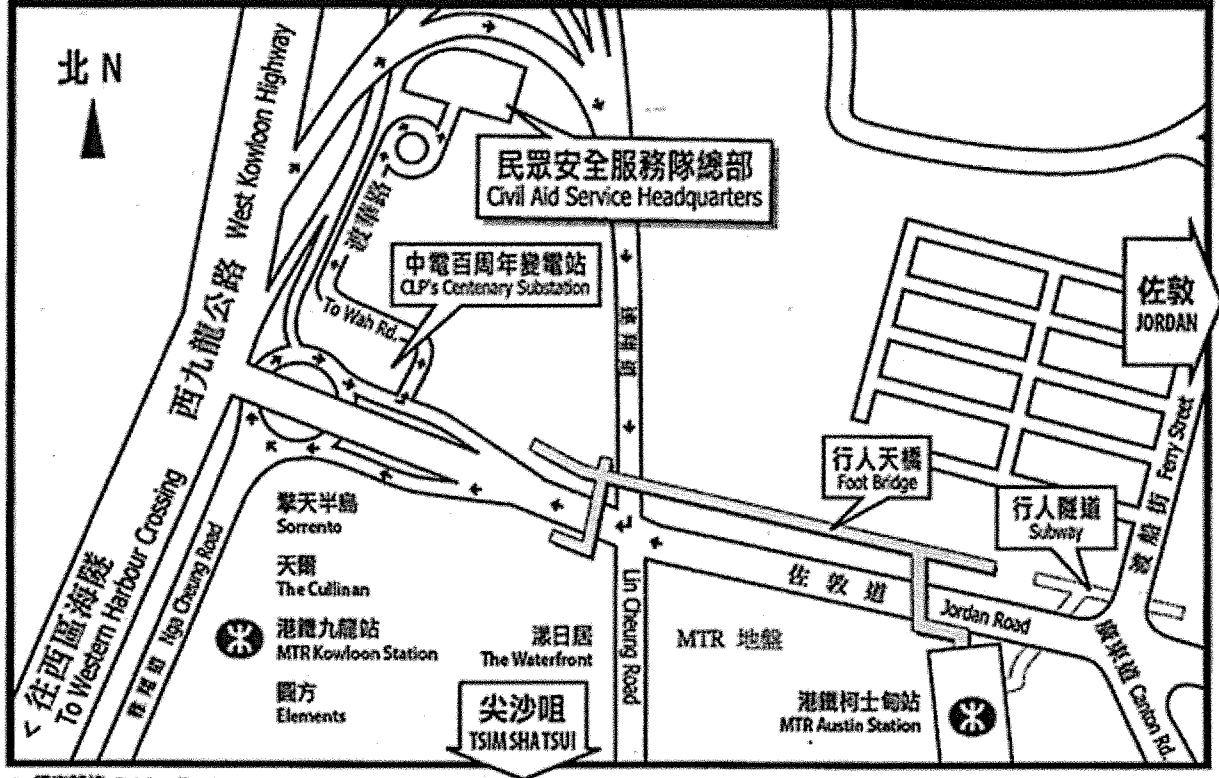 北 N
西九龍公路 West Kowloon Highway
民眾安全服務隊總部
Civil Aid Service Headquarters
渡華路
中電百周年變電站
CLP's Centenary Substation
To Wah Rd.
連翔道
佐敦
JORDAN
行人天橋
Foot Bridge
行人隧道
Subway
渡船街 Ferry Street
擎天半島
Sorrento
天璽
The Cullinan
港鐵九龍站
MTR Kowloon Station
圓方
Elements
漾日居
The Waterfront
尖沙咀
TSIM SHA TSUI
Lin Cheung Road
佐敦道
Jordan Road
MTR 地盤
港鐵柯士甸站
MTR Austin Station
廣東道 Canton Rd.
雅翔道 Nga Cheung Road
< 往西區海隧
To Western Harbour Crossing